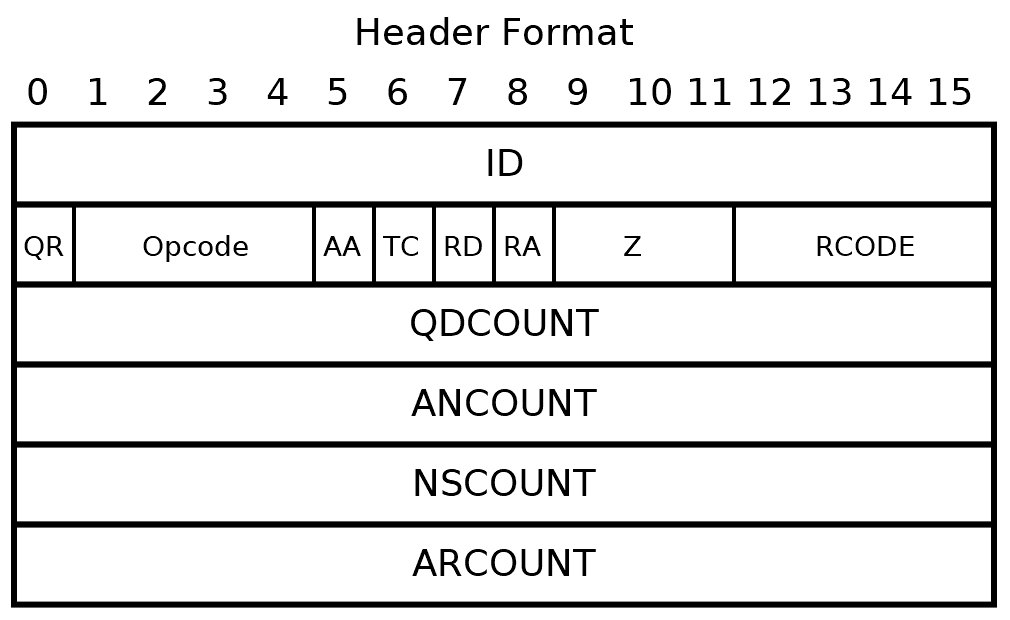 Header Format
0 1 2 3 4 5 6 7 8 9 10 11 12 13 14 15
ID
QR Opcode AA TC RD RA Z RCODE
QDCOUNT
ANCOUNT
NSCOUNT
ARCOUNT